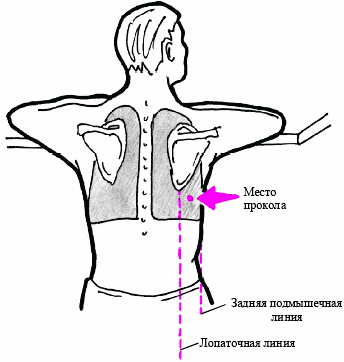 Место
прокола
Задняя подмышечная
линия
Лопаточная линия